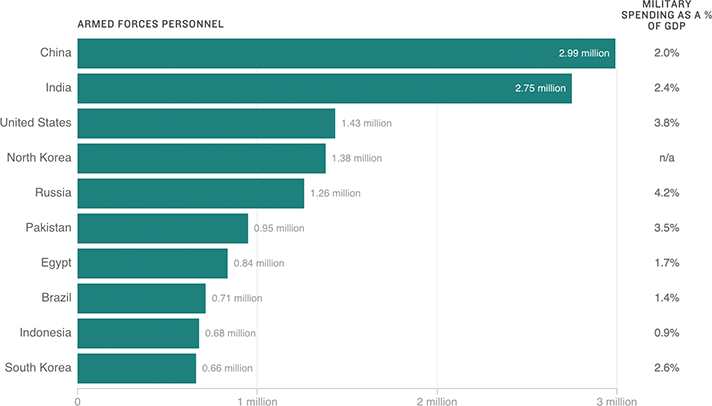 MILITARY
SPENDING AS A %
OF GDP
ARMED FORCES PERSONNEL
China 2.99 million 2.0%
India 2.75 million 2.4%
United States 1.43 million 3.8%
North Korea 1.38 million n/a
Russia 1.26 million 4.2%
Pakistan 0.95 million 3.5%
Egypt 0.84 million 1.7%
Brazil 0.71 million 1.4%
Indonesia 0.68 million 0.9%
South Korea 0.66 million 2.6%
0 1 million 2 million 3 million